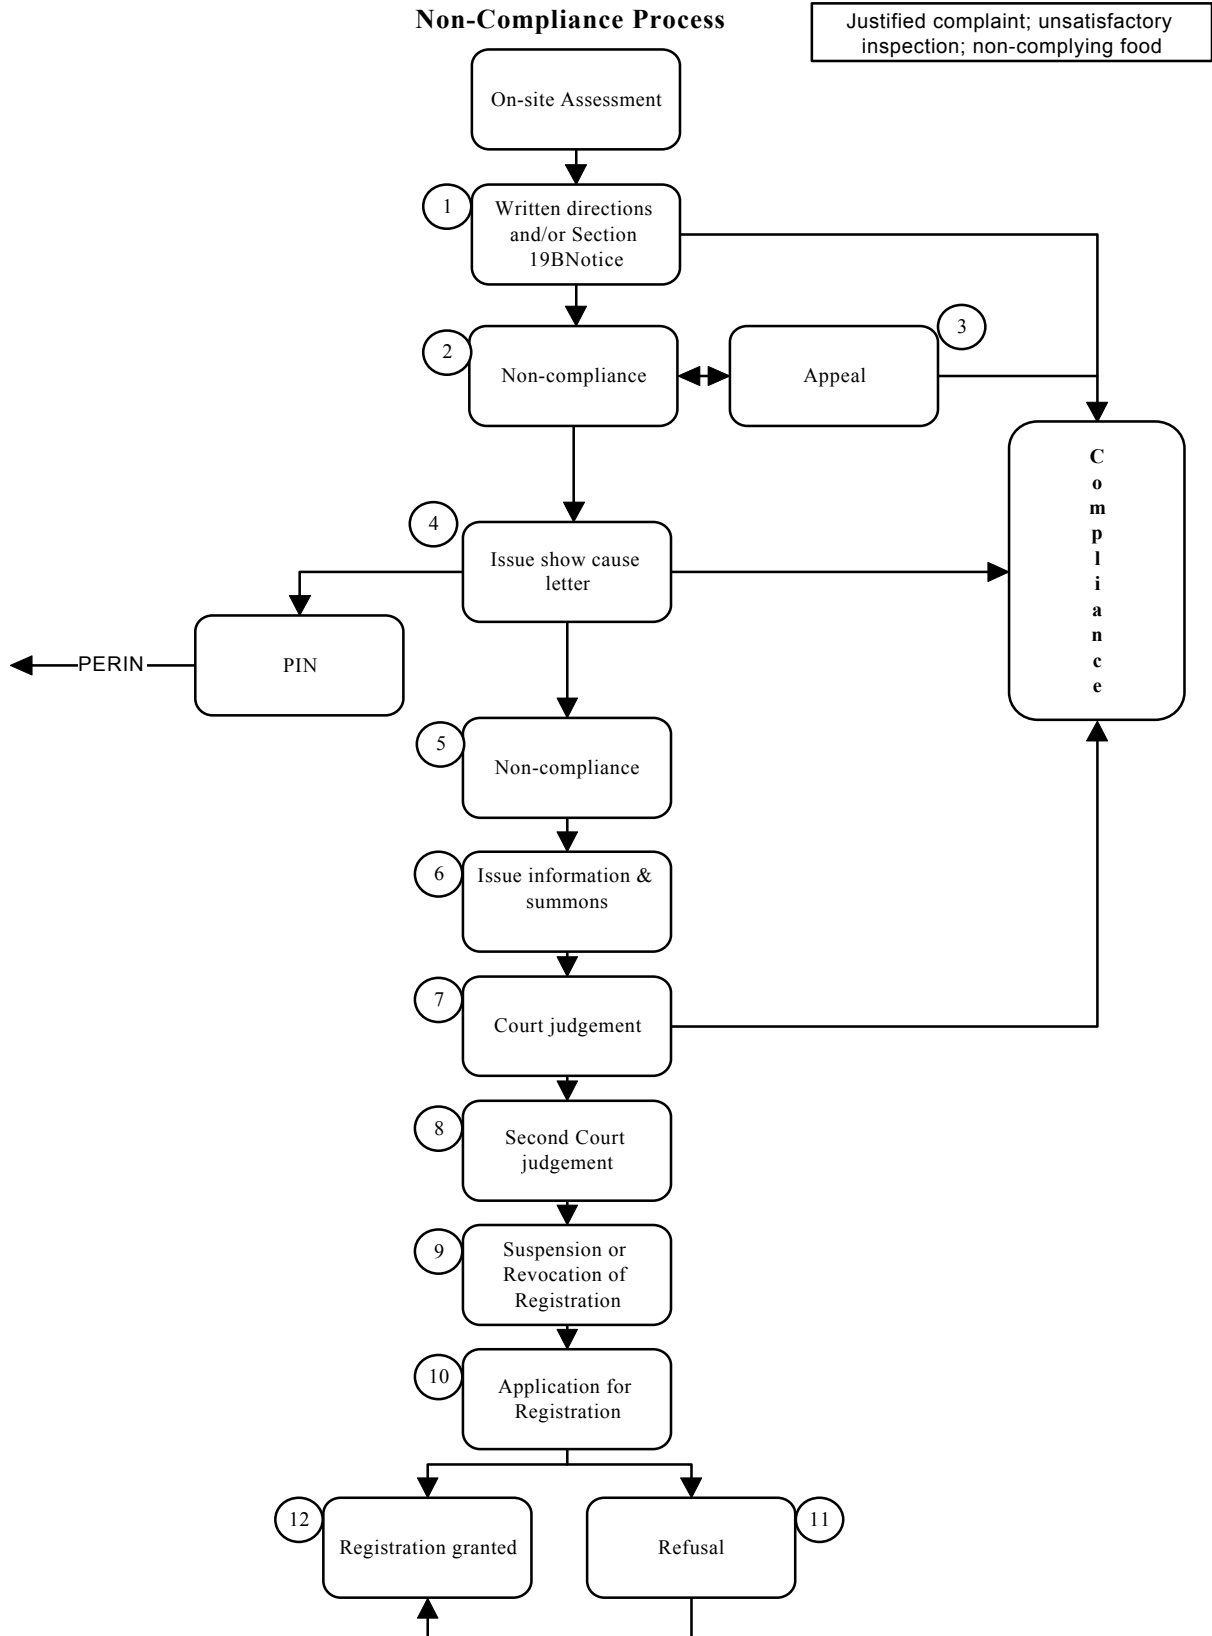 Non-Compliance Process
Justified complaint; unsatisfactory
inspection; non-complying food
On-site Assessment
1
Written directions
and/or Section
19BNotice
2
Non-compliance
3
Appeal
C
o
m
p
l
i
a
n
c
e
4
Issue show cause
letter
PERIN
PIN
5
Non-compliance
6
Issue information &
summons
7
Court judgement
8
Second Court
judgement
9
Suspension or
Revocation of
Registration
10
Application for
Registration
12
Registration granted
11
Refusal